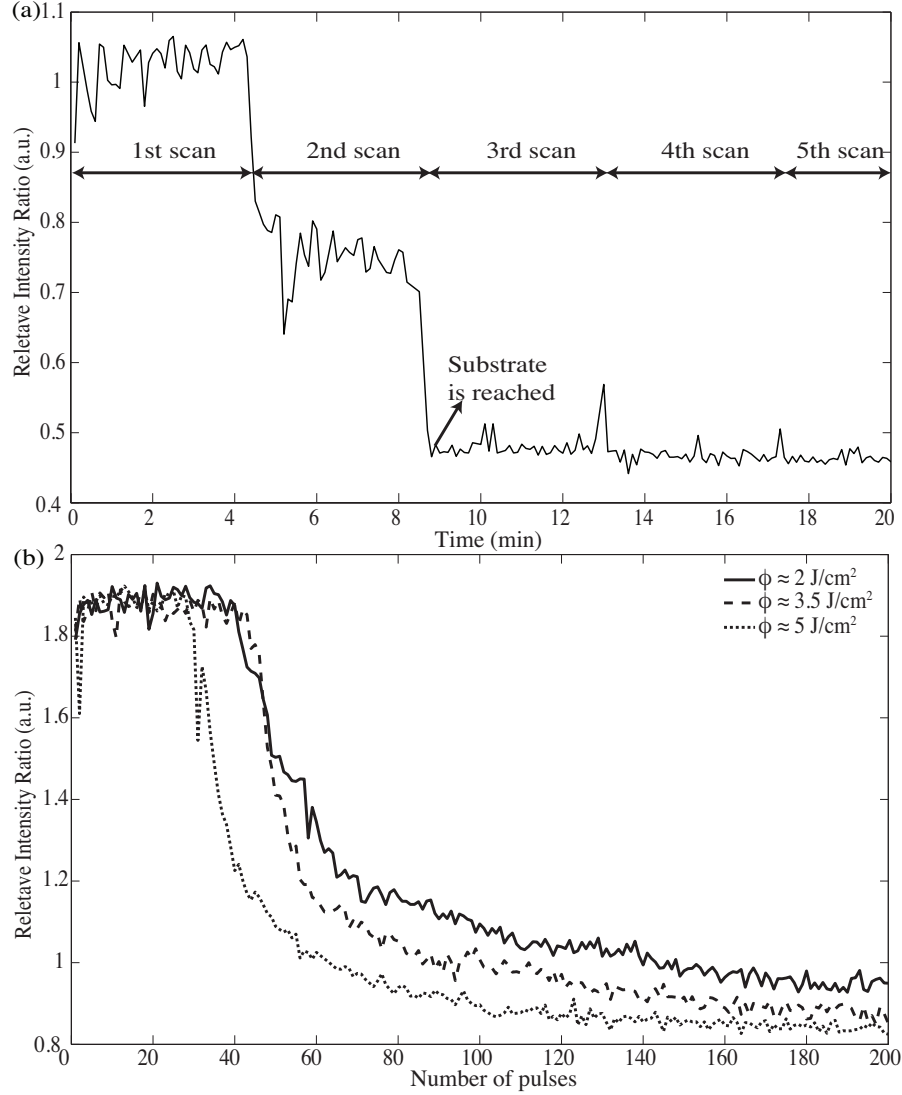 (a)
1.1
1
0.9
0.8
0.7
0.6
0.5
0.4
Reletave Intensity Ratio (a.u.)
1st scan
2nd scan
3rd scan
4th scan
5th scan
Substrate
is reached
0 2 4 6 8 10 12 14 16 18 20
Time (min)
(b)
2
1.8
1.6
1.4
1.2
1
0.8
Reletave Intensity Ratio (a.u.)
ϕ ≈ 2 J/cm²
ϕ ≈ 3.5 J/cm²
ϕ ≈ 5 J/cm²
0 20 40 60 80 100 120 140 160 180 200
Number of pulses